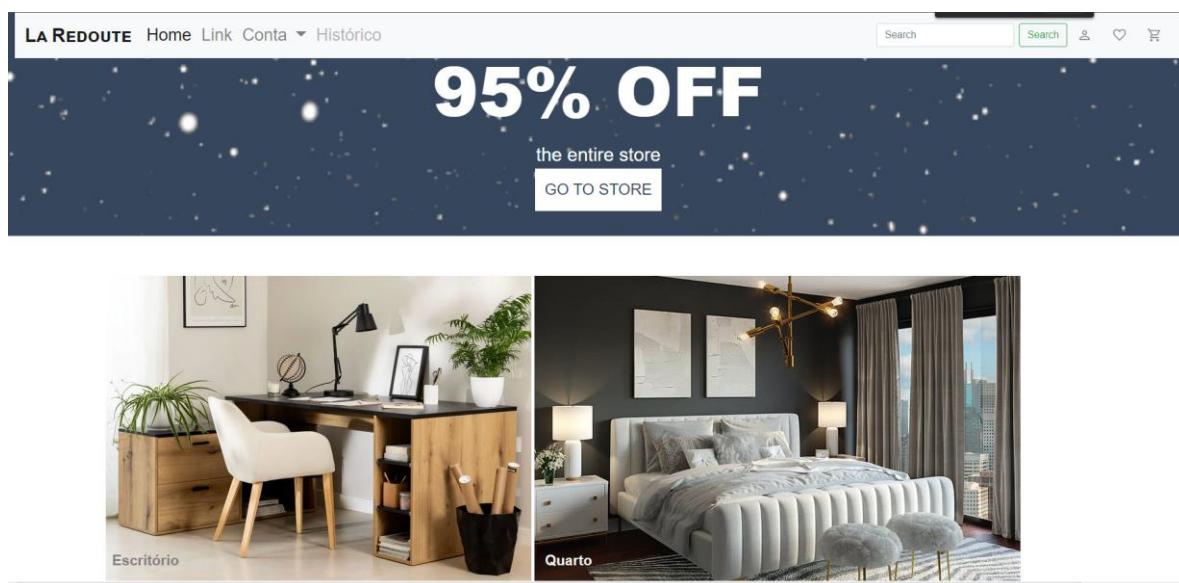 LA REDOUTE Home Link Conta Histórico Search Search
95% OFF
the entire store
GO TO STORE
Escritório
Quarto